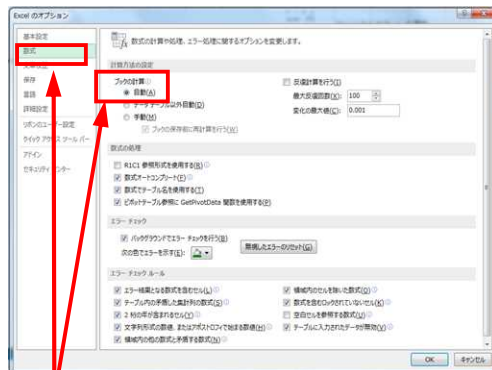 Excel のオプション
基本設定
数式
保存
言語
詳細設定
リボンのユーザー設定
クイック アクセス ツール バー
アドイン
セキュリティ センター
数式の計算や処理、エラー処理に関するオプションを変更します。
計算方法の設定
ブックの計算
自動(A)
データ テーブル以外自動(D)
手動(M)
ブックの保存前に再計算を行う(W)
反復計算を行う(I)
最大反復回数(X): 100
変化の最大値(C): 0.001
数式の処理
R1C1 参照形式を使用する(R)
数式オートコンプリート(F)
数式でテーブル名を使用する(T)
ピボットテーブル参照に GetPivotData 関数を使用する(P)
エラー チェック
バックグラウンドでエラー チェックを行う(B)
次の色でエラーを示す(E):
無視したエラーのリセット(G)
エラー チェック ルール
エラー結果となる数式を含むセル(L)
テーブル内の矛盾した集計列の数式(S)
2 桁の年が含まれるセル(Y)
文字列形式の数値、またはアポストロフィで始まる数値(H)
領域内の他の数式と矛盾する数式(N)
領域内のセルを除いた数式(O)
数式を含むロックされていないセル(K)
空白セルを参照する数式(U)
テーブルに入力されたデータが無効(V)
OK
キャンセル